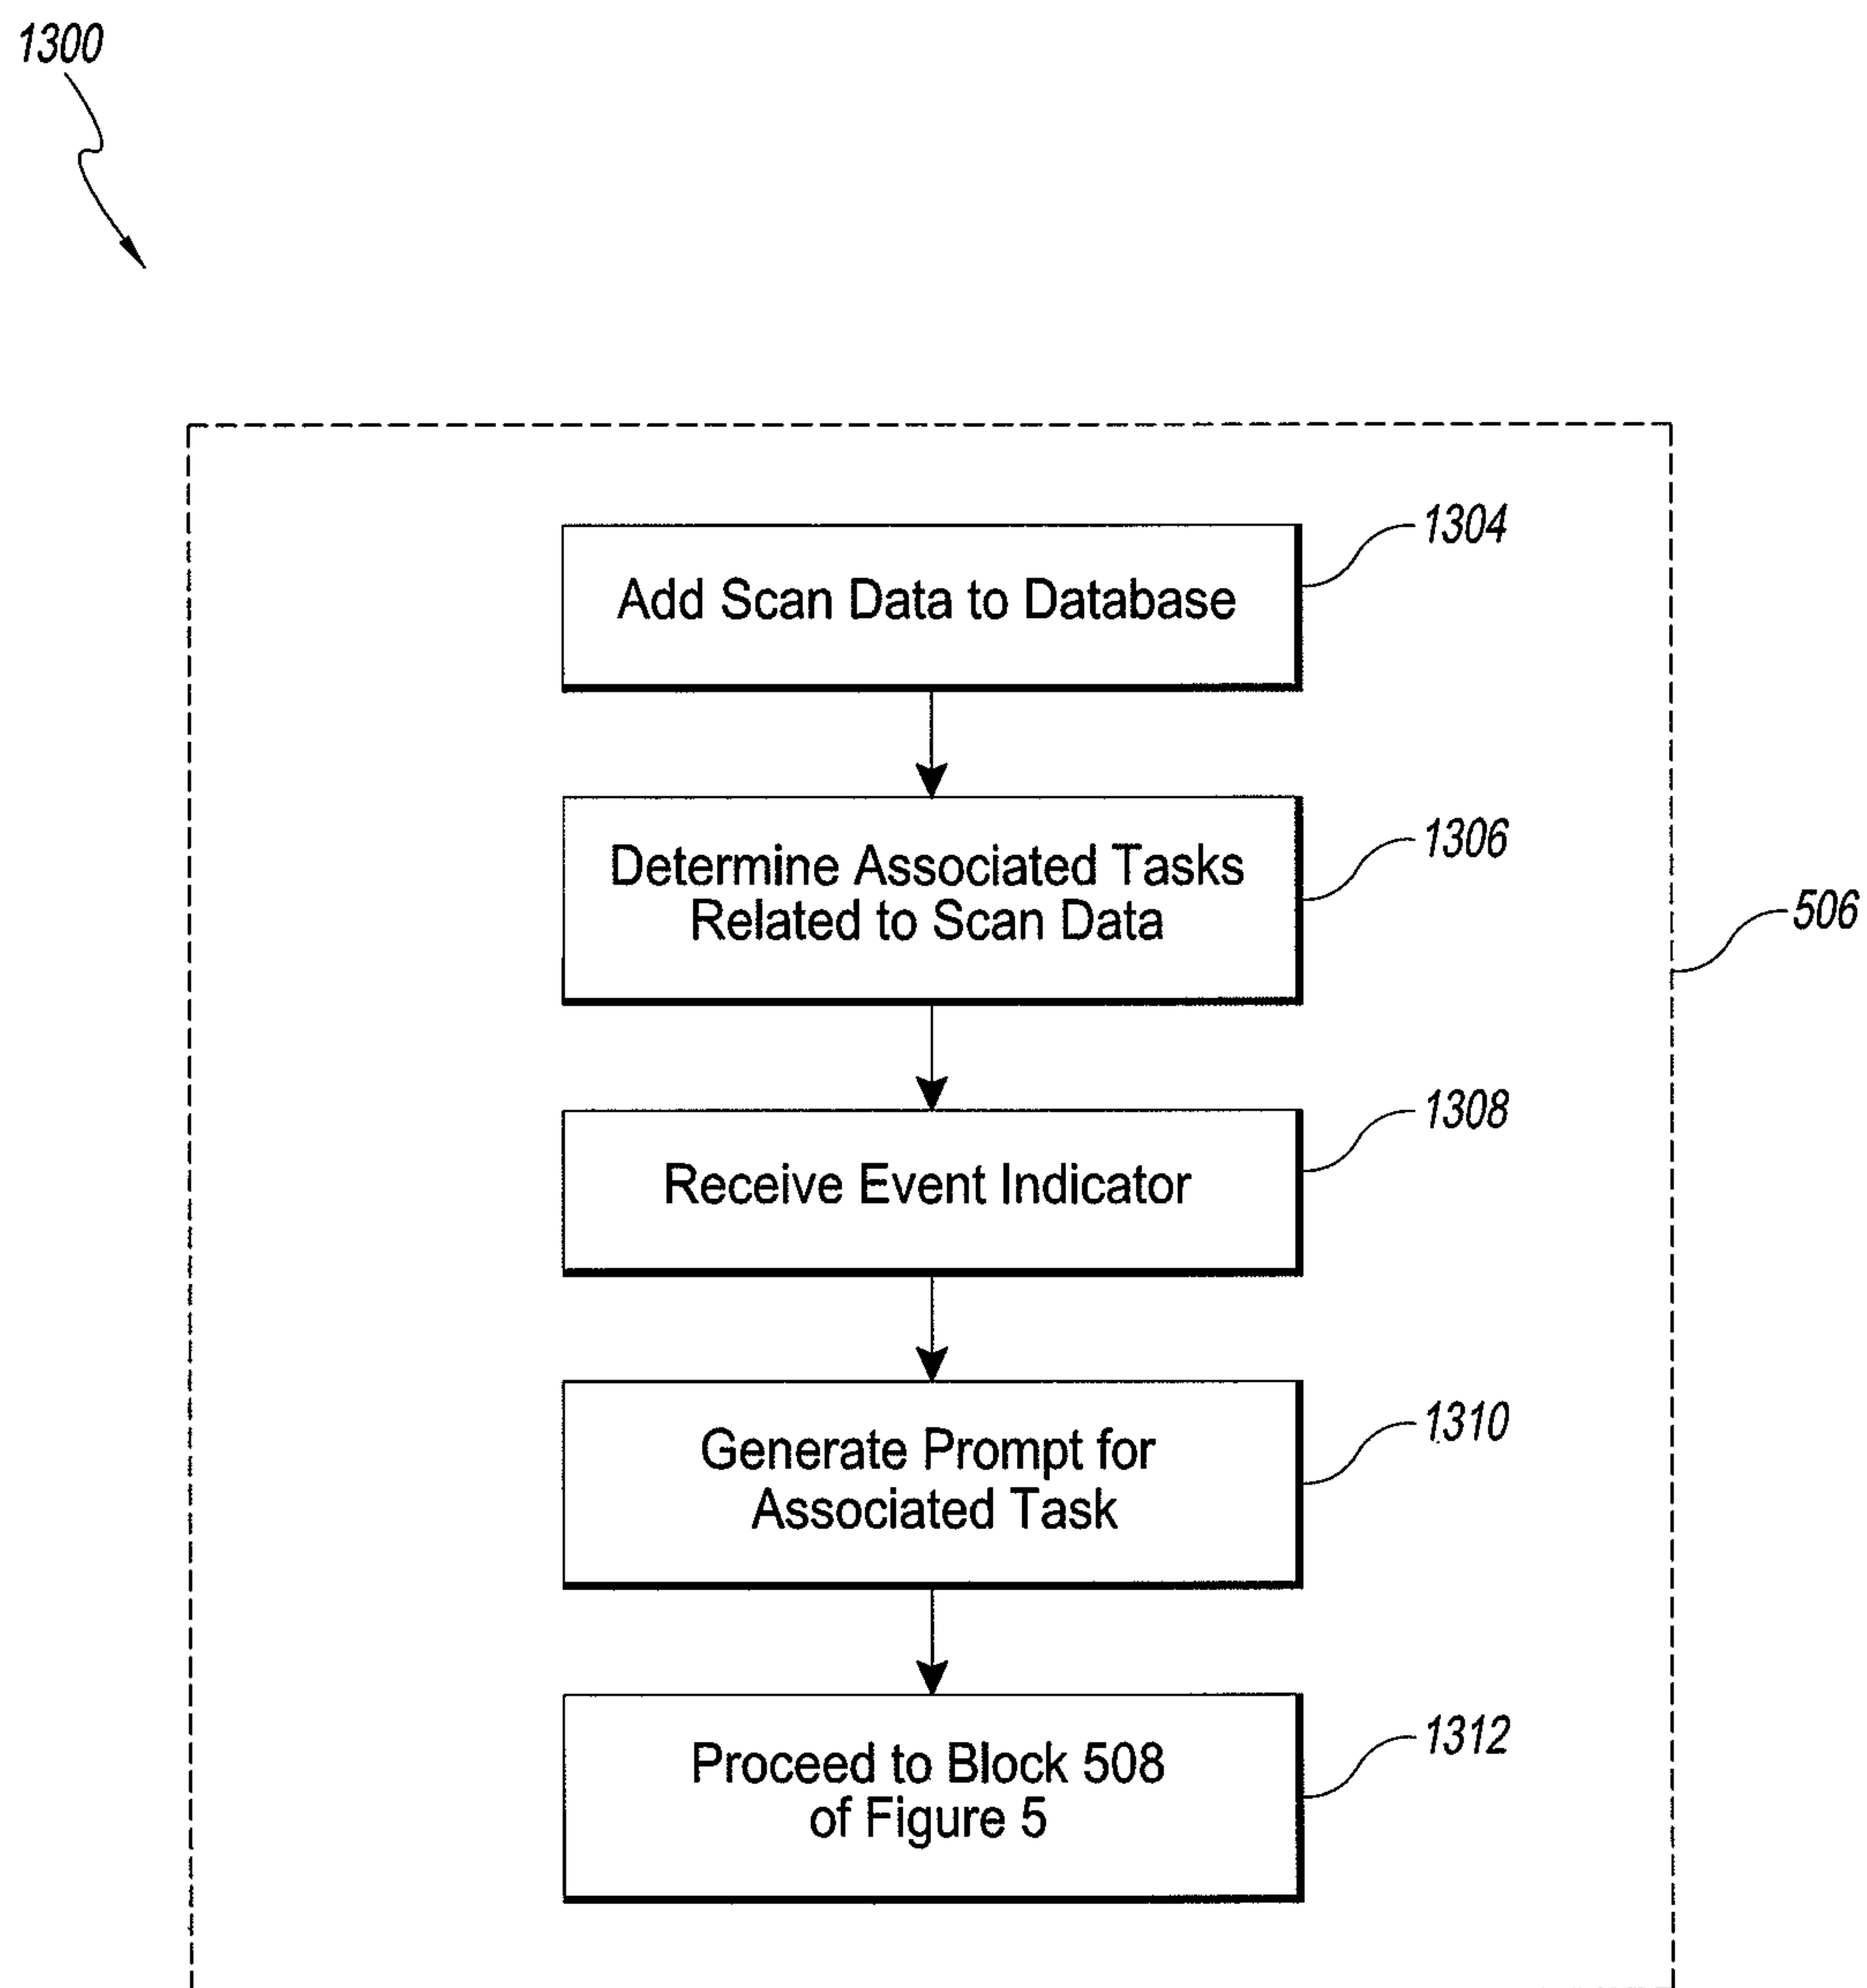 1300
Add Scan Data to Database
1304
Determine Associated Tasks
Related to Scan Data
1306
506
Receive Event Indicator
1308
Generate Prompt for
Associated Task
1310
Proceed to Block 508
of Figure 5
1312